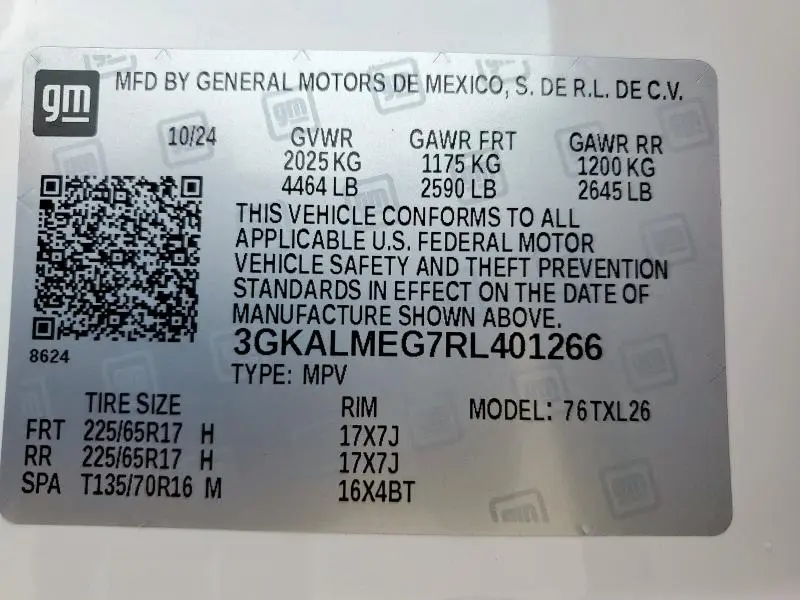 gm
MFD BY GENERAL MOTORS DE MEXICO, S. DE R.L. DE C.V.
10/24 GVWR GAWR FRT GAWR RR
2025 KG 1175 KG 1200 KG
4464 LB 2590 LB 2645 LB
THIS VEHICLE CONFORMS TO ALL
APPLICABLE U.S. FEDERAL MOTOR
VEHICLE SAFETY AND THEFT PREVENTION
STANDARDS IN EFFECT ON THE DATE OF
MANUFACTURE SHOWN ABOVE.
8624
3GKALMEG7RL401266
TYPE: MPV
TIRE SIZE RIM MODEL: 76TXL26
FRT 225/65R17 H 17X7J
RR 225/65R17 H 17X7J
SPA T135/70R16 M 16X4BT